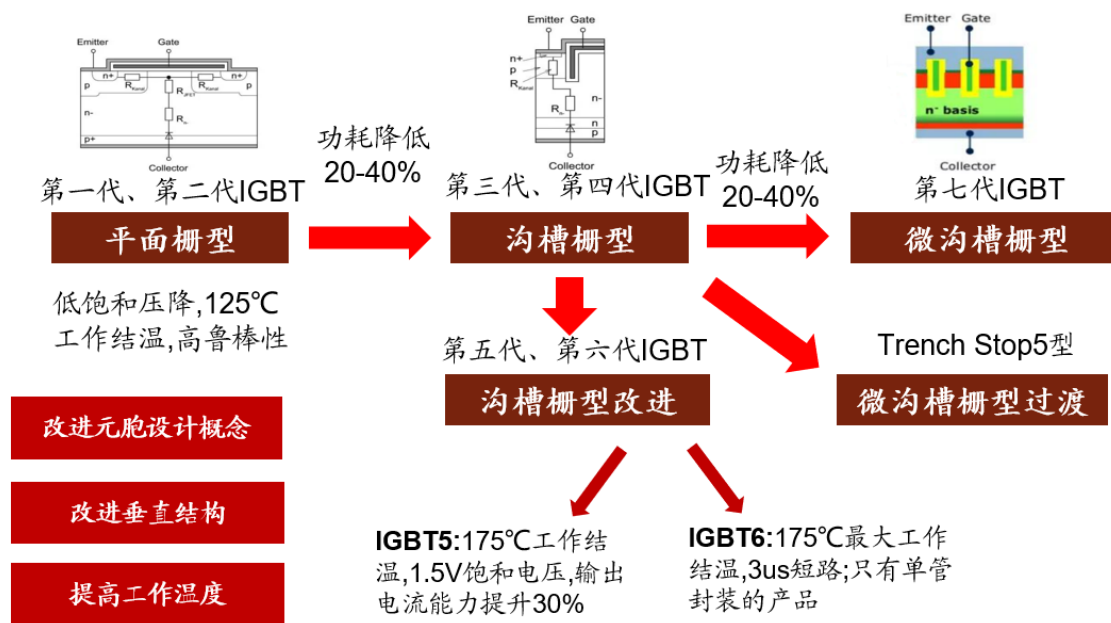 Emitter Gate
n+
n+
p
p
RKanal
RJFET
RKanal
n-
p+
Collector
第一代、第二代IGBT
平面栅型
低饱和压降,125℃
工作结温,高鲁棒性
功耗降低
20-40%
Emitter Gate
n+
p
RKanal
n-
n
p
Collector
第三代、第四代IGBT
沟槽栅型
功耗降低
20-40%
Emitter Gate
n⁻ basis
Collector
第七代IGBT
微沟槽栅型
第五代、第六代IGBT
沟槽栅型改进
Trench Stop5型
微沟槽栅型过渡
改进元胞设计概念
改进垂直结构
提高工作温度
IGBT5:175℃工作结
温,1.5V饱和电压,输出
电流能力提升30%
IGBT6:175℃最大工作
结温,3us短路;只有单管
封装的产品